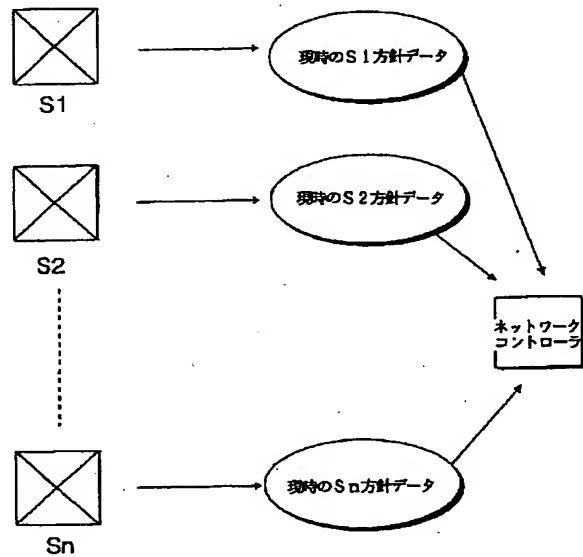 現時のS1方針データ
S1
現時のS2方針データ
S2
ネットワーク
コントローラ
現時のSn方針データ
Sn